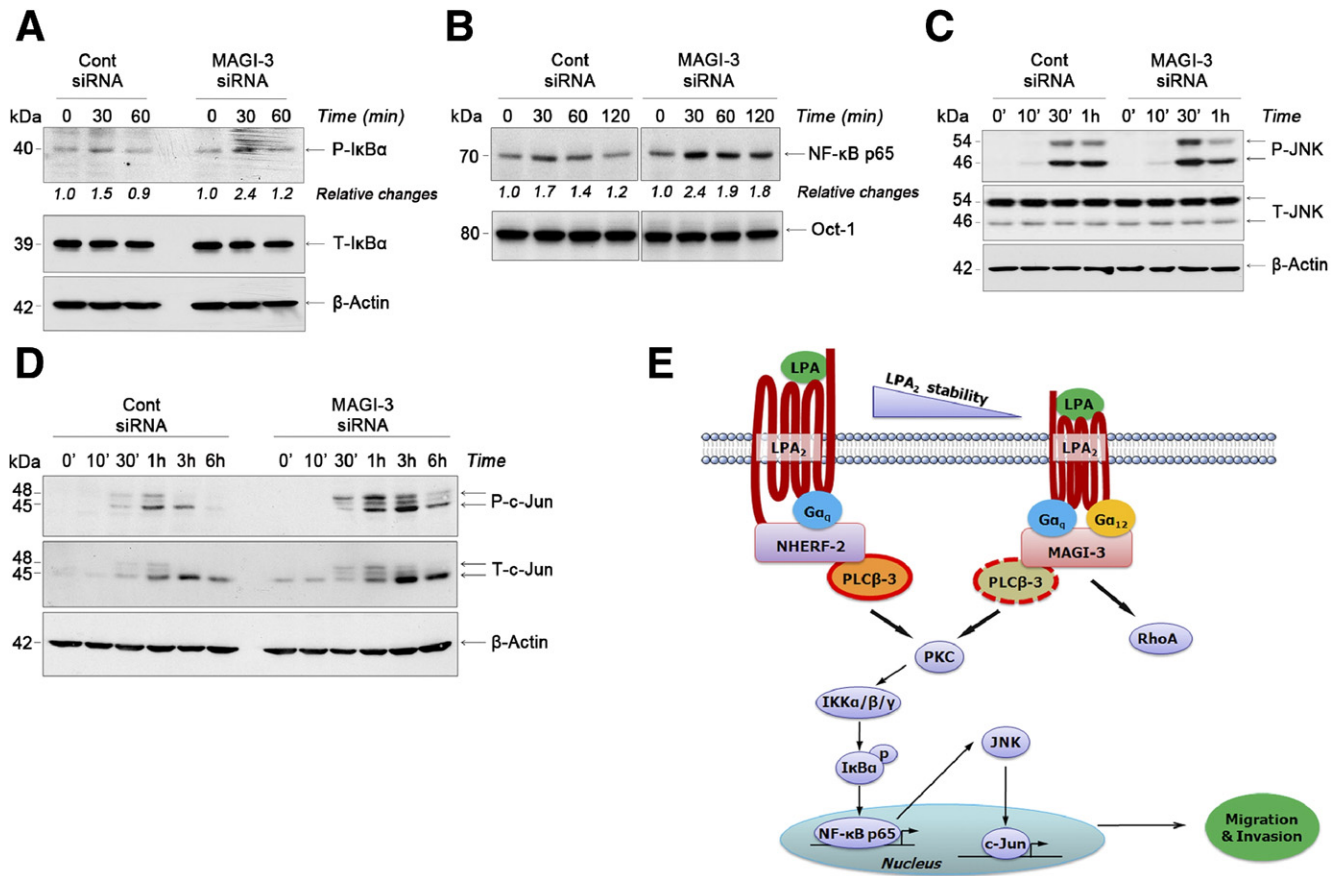 A
Cont siRNA
MAGI-3 siRNA
kDa
0 30 60 0 30 60 Time (min)
40 P-IκBα
1.0 1.5 0.9 1.0 2.4 1.2 Relative changes
39 T-IκBα
42 β-Actin
B
Cont siRNA
MAGI-3 siRNA
kDa
0 30 60 120 0 30 60 120 Time (min)
70 NF-κB p65
1.0 1.7 1.4 1.2 1.0 2.4 1.9 1.8 Relative changes
80 Oct-1
C
Cont siRNA
MAGI-3 siRNA
kDa
0' 10' 30' 1h 0' 10' 30' 1h Time
54
46
P-JNK
54
46
T-JNK
42 β-Actin
D
Cont siRNA
MAGI-3 siRNA
kDa
0' 10' 30' 1h 3h 6h 0' 10' 30' 1h 3h 6h Time
48
45
P-c-Jun
48
45
T-c-Jun
42 β-Actin
E
LPA
LPA₂ stability
LPA
LPA₂
LPA₂
Gαq
Gαq
Gα₁₂
NHERF-2
MAGI-3
PLCβ-3
PLCβ-3
RhoA
PKC
IKKα/β/γ
p
IκBα
JNK
NF-κB p65
c-Jun
Nucleus
Migration
& Invasion